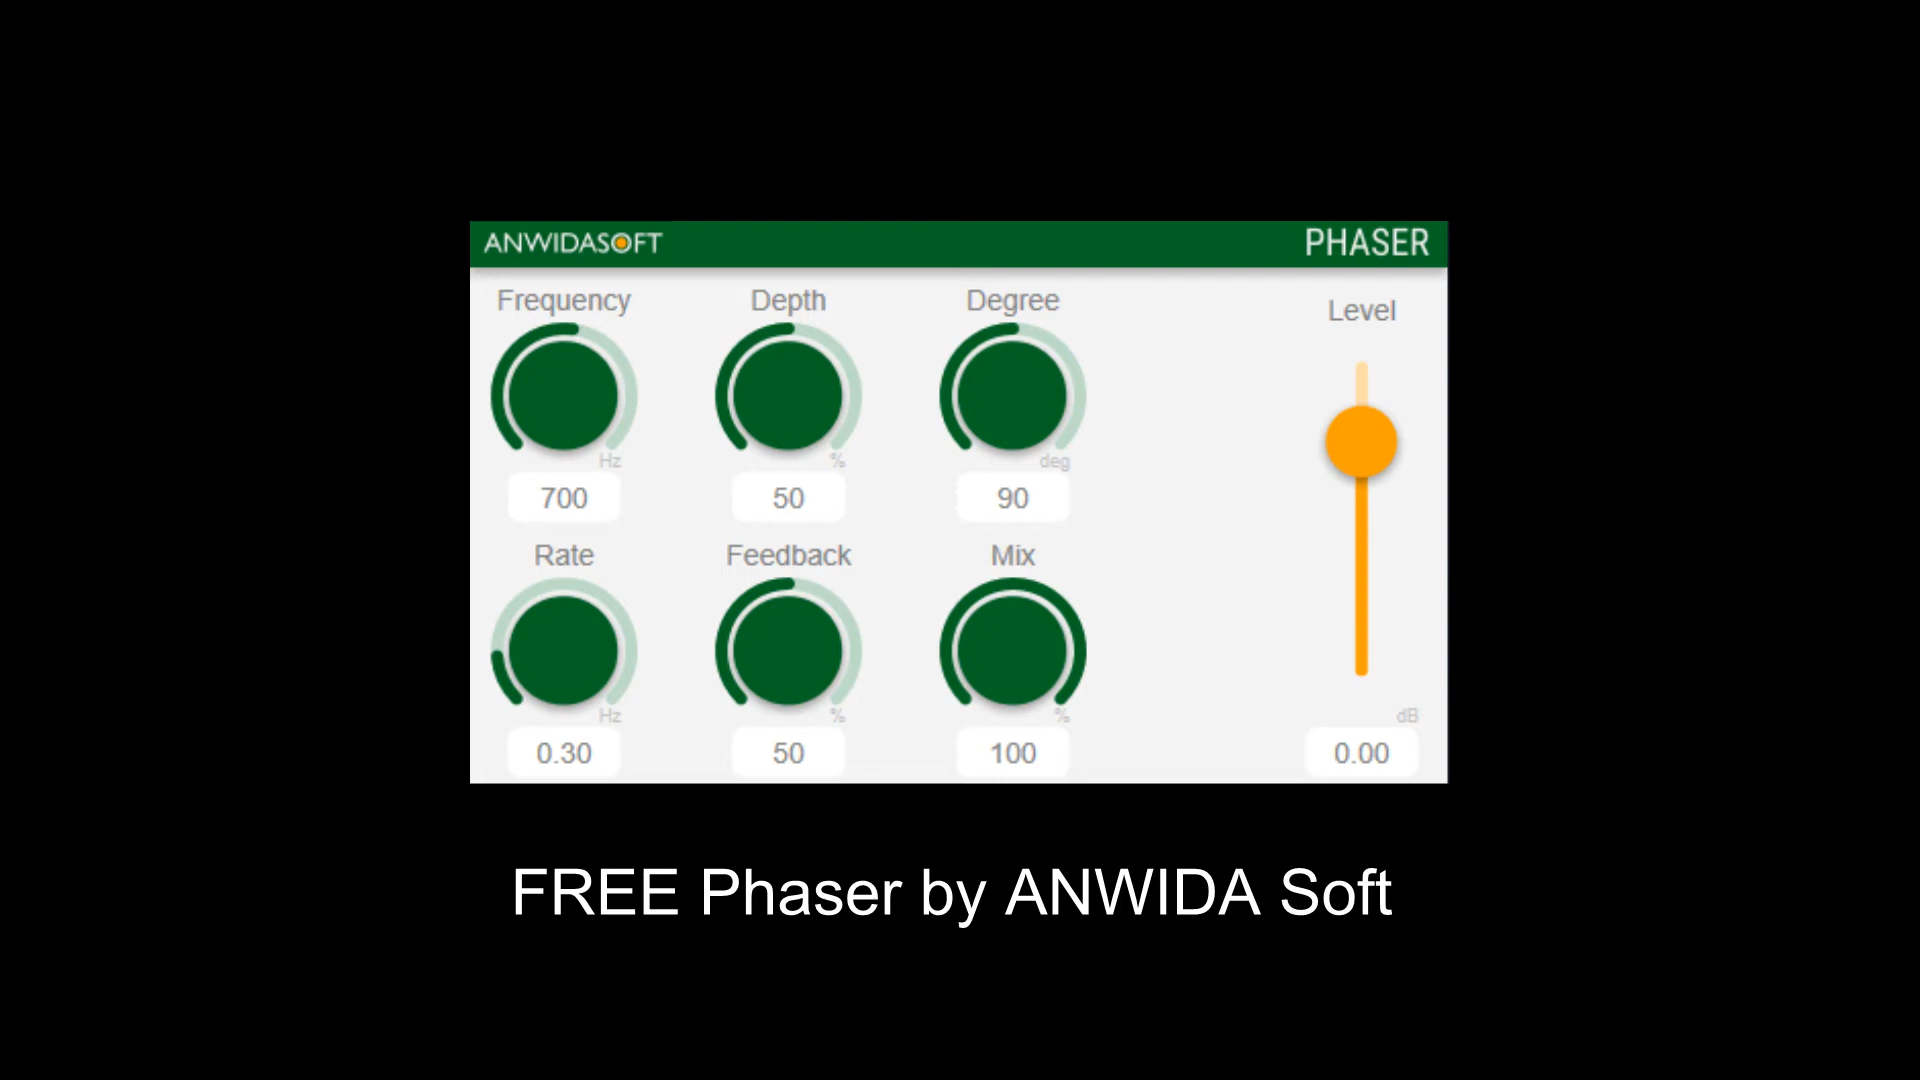 ANWIDASOFT PHASER
Frequency Depth Degree Level
Hz % deg
700 50 90
Rate Feedback Mix
Hz % % dB
0.30 50 100 0.00
FREE Phaser by ANWIDA Soft